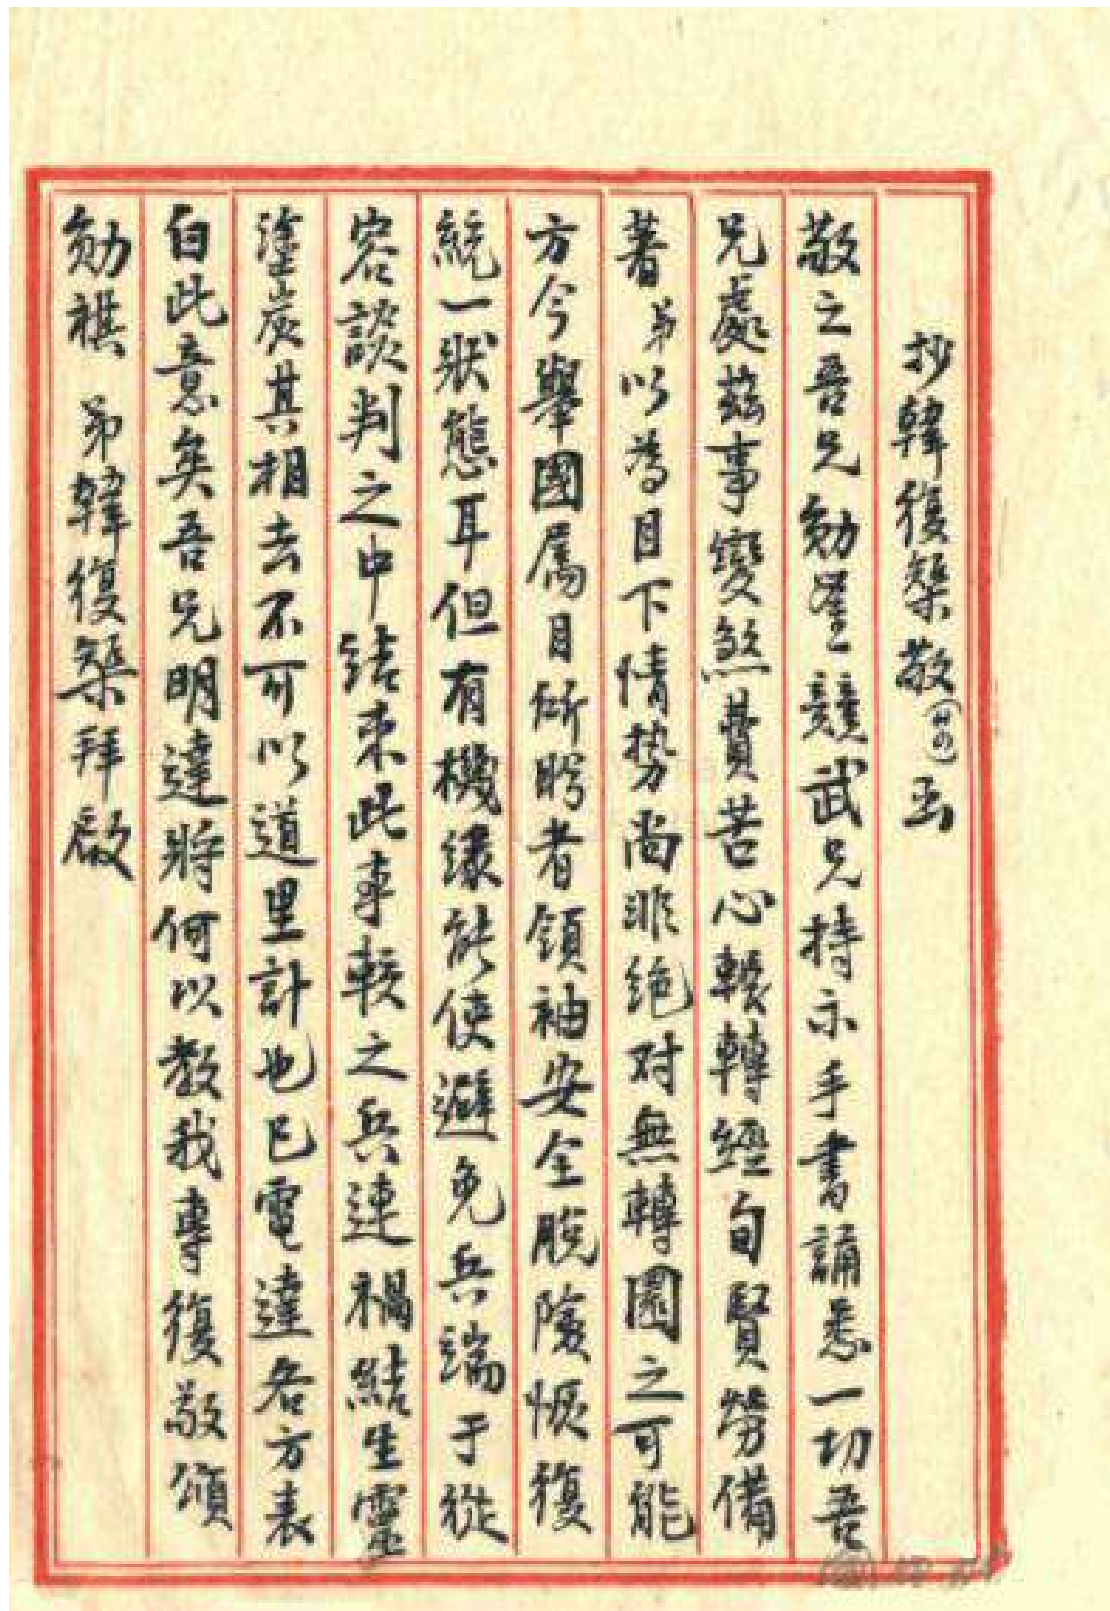 抄韓復榘敬(廿四)函
敬之吾兄勛鑒競武兄持示手書誦悉一切吾
兄處茲事變煞費苦心輾轉經旬賢勞備
著弟以為目下情勢尚非絶对無轉圜之可能
方今舉國属目所盼者領袖安全脫險恢復
統一狀態耳但有機緣能使避免兵端于從
容談判之中結束此事較之兵連禍結生靈
塗炭其相去不可以道里計也已電達各方表
白此意矣吾兄明達將何以教我專復敬頌
勛祺 弟韓復榘拜啟